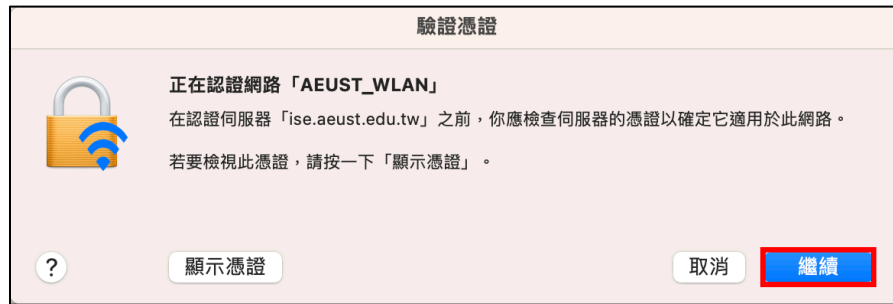 驗證憑證
正在認證網路「AEUST_WLAN」
在認證伺服器「ise.aeust.edu.tw」之前，你應檢查伺服器的憑證以確定它適用於此網路。
若要檢視此憑證，請按一下「顯示憑證」。
? 顯示憑證 取消 繼續